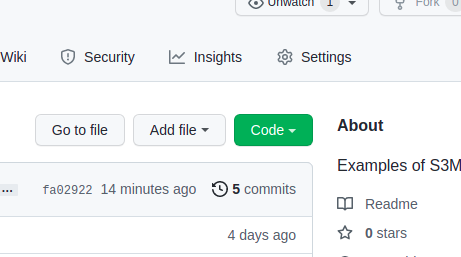 Unwatch 1 Fork 0
Wiki Security Insights Settings
Go to file Add file Code About
Examples of S3M
... fa02922 14 minutes ago 5 commits
Readme
4 days ago 0 stars